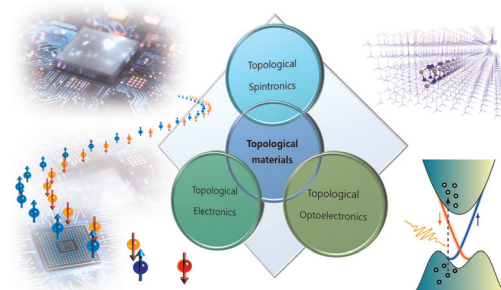 Topological
Spintronics
Topological
materials
Topological
Electronics
Topological
Optoelectronics